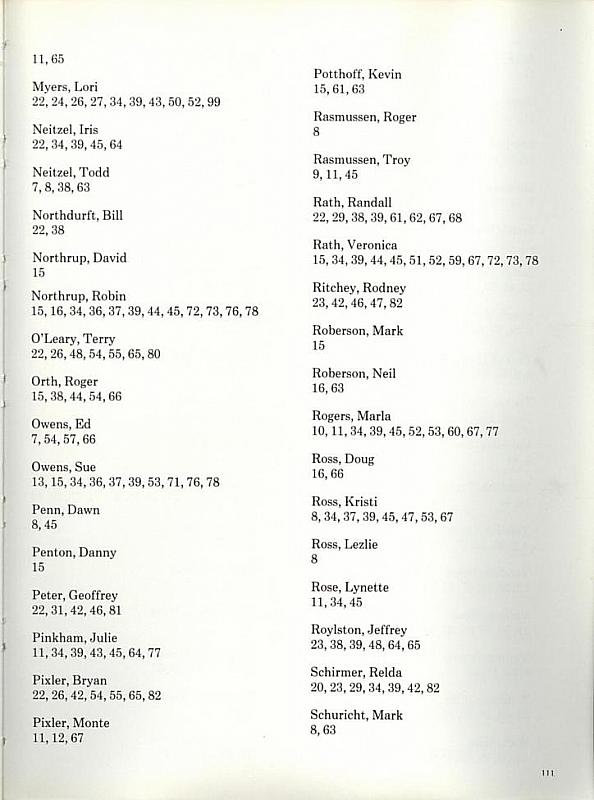 11, 65
Myers, Lori
22, 24, 26, 27, 34, 39, 43, 50, 52, 99
Neitzel, Iris
22, 34, 39, 45, 64
Neitzel, Todd
7, 8, 38, 63
Northdurft, Bill
22, 38
Northrup, David
15
Northrup, Robin
15, 16, 34, 36, 37, 39, 44, 45, 72, 73, 76, 78
O'Leary, Terry
22, 26, 48, 54, 55, 65, 80
Orth, Roger
15, 38, 44, 54, 66
Owens, Ed
7, 54, 57, 66
Owens, Sue
13, 15, 34, 36, 37, 39, 53, 71, 76, 78
Penn, Dawn
8, 45
Penton, Danny
15
Peter, Geoffrey
22, 31, 42, 46, 81
Pinkham, Julie
11, 34, 39, 43, 45, 64, 77
Pixler, Bryan
22, 26, 42, 54, 55, 65, 82
Pixler, Monte
11, 12, 67
Potthoff, Kevin
15, 61, 63
Rasmussen, Roger
8
Rasmussen, Troy
9, 11, 45
Rath, Randall
22, 29, 38, 39, 61, 62, 67, 68
Rath, Veronica
15, 34, 39, 44, 45, 51, 52, 59, 67, 72, 73, 78
Ritchey, Rodney
23, 42, 46, 47, 82
Roberson, Mark
15
Roberson, Neil
16, 63
Rogers, Marla
10, 11, 34, 39, 45, 52, 53, 60, 67, 77
Ross, Doug
16, 66
Ross, Kristi
8, 34, 37, 39, 45, 47, 53, 67
Ross, Lezlie
8
Rose, Lynette
11, 34, 45
Roylston, Jeffrey
23, 38, 39, 48, 64, 65
Schirmer, Relda
20, 23, 29, 34, 39, 42, 82
Schuricht, Mark
8, 63
111